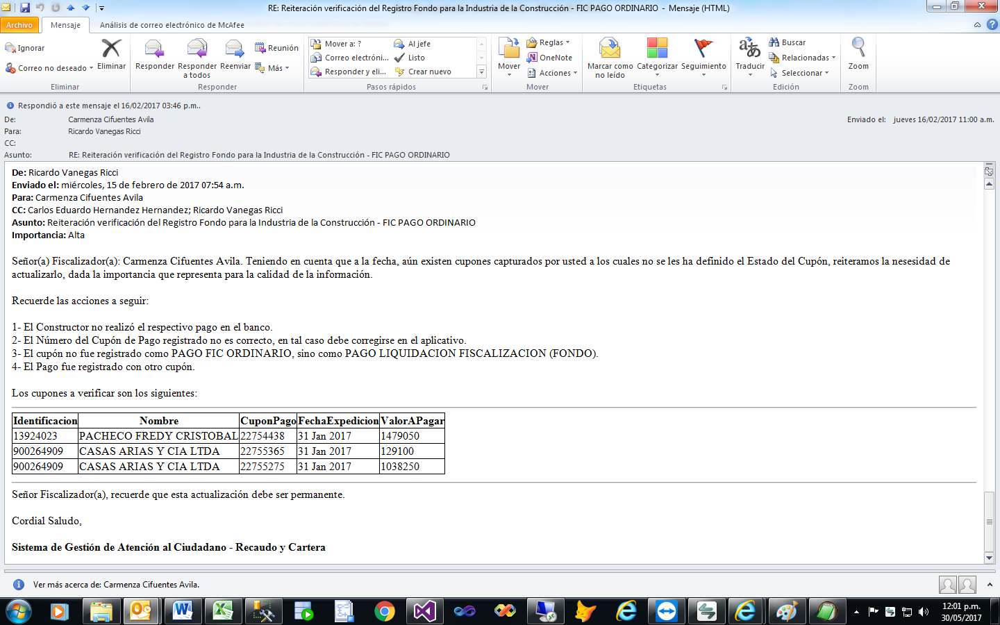 RE: Reiteración verificación del Registro Fondo para la Industria de la Construcción - FIC PAGO ORDINARIO - Mensaje (HTML)
Archivo Mensaje Análisis de correo electrónico de McAfee
Ignorar
Correo no deseado
Eliminar
Eliminar
Responder
Responder a todos
Reenviar
Reunión
Más
Responder
Mover a: ?
Correo electróni...
Responder y eli...
Al jefe
Listo
Crear nuevo
Pasos rápidos
Mover
Reglas
OneNote
Acciones
Mover
Marcar como no leído
Categorizar
Seguimiento
Etiquetas
Traducir
Buscar
Relacionadas
Seleccionar
Edición
Zoom
Zoom
Respondió a este mensaje el 16/02/2017 03:46 p.m..
De: Carmenza Cifuentes Avila Enviado el: jueves 16/02/2017 11:00 a.m.
Para: Ricardo Vanegas Ricci
CC:
Asunto: RE: Reiteración verificación del Registro Fondo para la Industria de la Construcción - FIC PAGO ORDINARIO
De: Ricardo Vanegas Ricci
Enviado el: miércoles, 15 de febrero de 2017 07:54 a.m.
Para: Carmenza Cifuentes Avila
CC: Carlos Eduardo Hernandez Hernandez; Ricardo Vanegas Ricci
Asunto: Reiteración verificación del Registro Fondo para la Industria de la Construcción - FIC PAGO ORDINARIO
Importancia: Alta
Señor(a) Fiscalizador(a): Carmenza Cifuentes Avila. Teniendo en cuenta que a la fecha, aún existen cupones capturados por usted a los cuales no se les ha definido el Estado del Cupón, reiteramos la nesesidad de
actualizarlo, dada la importancia que representa para la calidad de la información.
Recuerde las acciones a seguir:
1- El Constructor no realizó el respectivo pago en el banco.
2- El Número del Cupón de Pago registrado no es correcto, en tal caso debe corregirse en el aplicativo.
3- El cupón no fue registrado como PAGO FIC ORDINARIO, sino como PAGO LIQUIDACION FISCALIZACION (FONDO).
4- El Pago fue registrado con otro cupón.
Los cupones a verificar son los siguientes:
Identificacion Nombre CuponPago FechaExpedicion ValorAPagar
13924023 PACHECO FREDY CRISTOBAL 22754438 31 Jan 2017 1479050
900264909 CASAS ARIAS Y CIA LTDA 22755365 31 Jan 2017 129100
900264909 CASAS ARIAS Y CIA LTDA 22755275 31 Jan 2017 1038250
Señor Fiscalizador(a), recuerde que esta actualización debe ser permanente.
Cordial Saludo,
Sistema de Gestión de Atención al Ciudadano - Recaudo y Cartera
Ver más acerca de: Carmenza Cifuentes Avila.
12:01 p.m.
30/05/2017